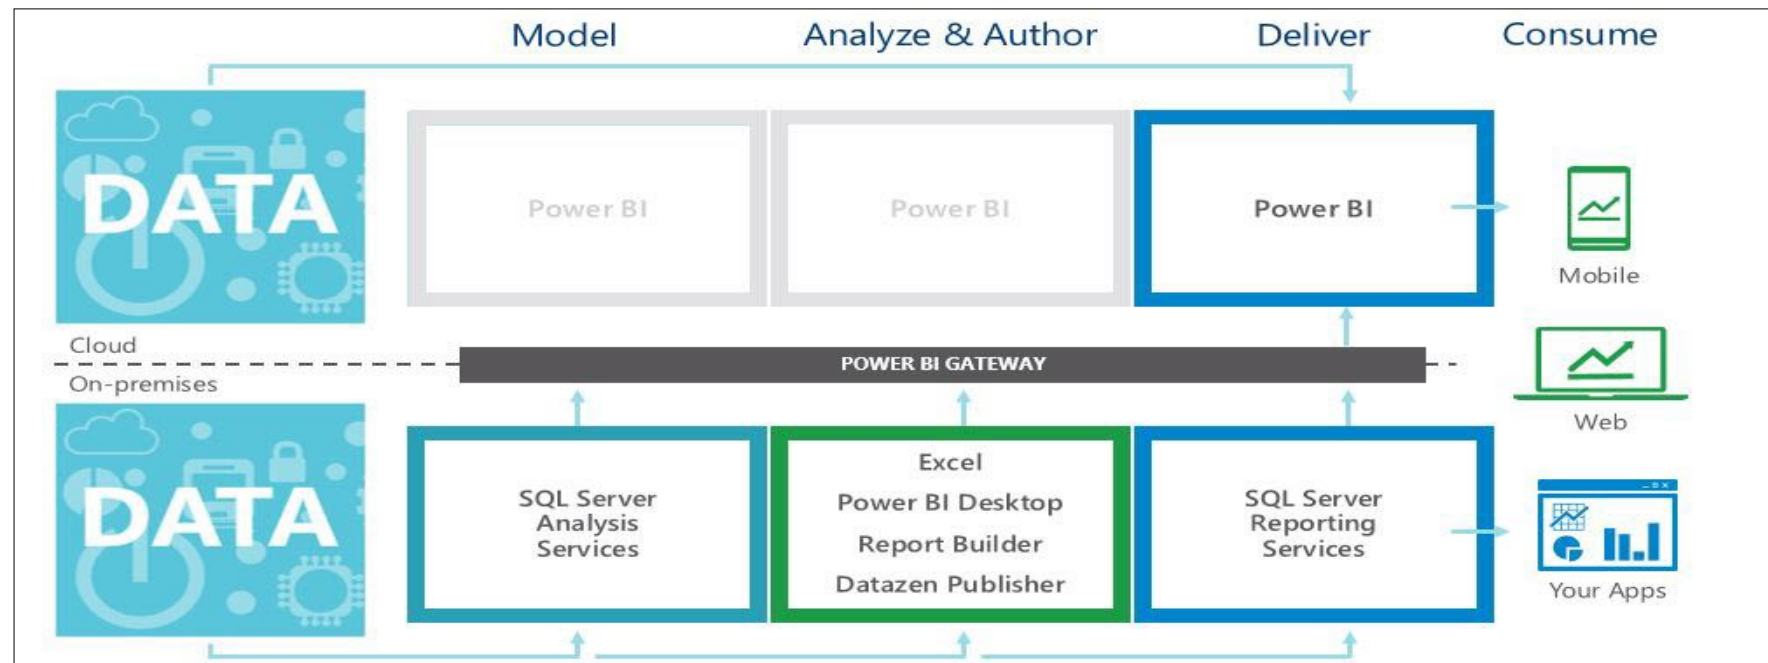 Model
Analyze & Author
Deliver
Consume
DATA
Power BI
Power BI
Power BI
Mobile
Cloud
POWER BI GATEWAY
On-premises
Web
DATA
SQL Server
Analysis
Services
Excel
Power BI Desktop
Report Builder
Datazen Publisher
SQL Server
Reporting
Services
Your Apps